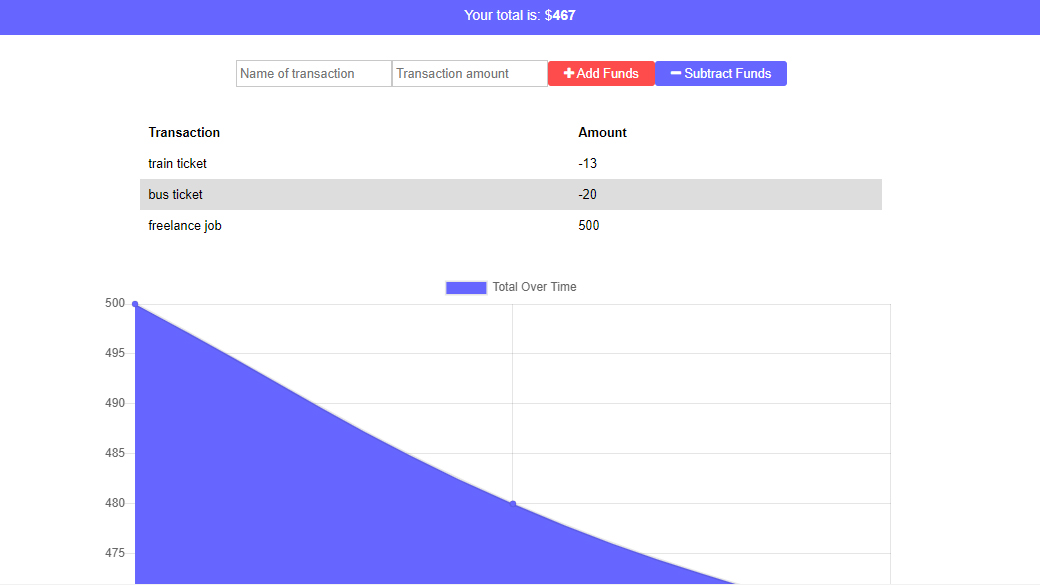 Your total is: $467
Name of transaction Transaction amount Add Funds Subtract Funds
Transaction Amount
train ticket -13
bus ticket -20
freelance job 500
Total Over Time
500
495
490
485
480
475